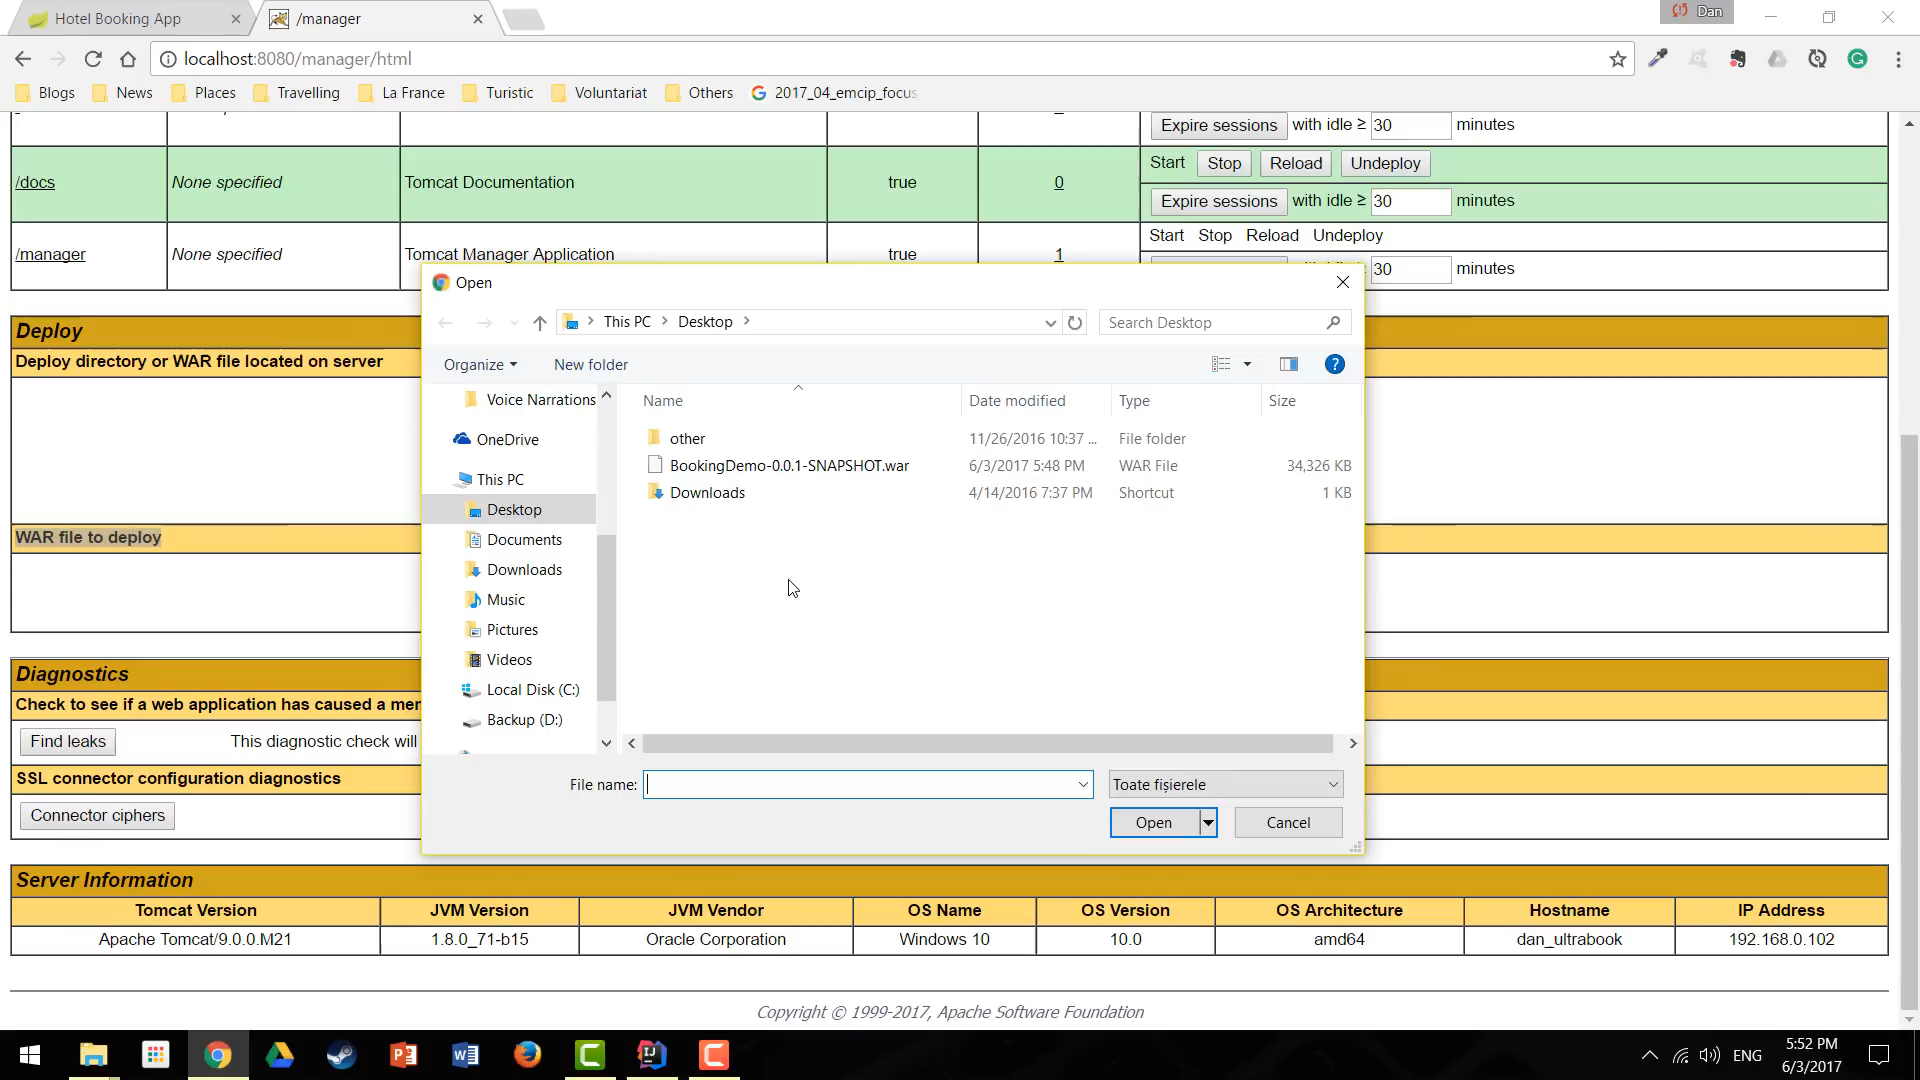 Hotel Booking App
/manager
Dan
localhost:8080/manager/html
Blogs News Places Travelling La France Turistic Voluntariat Others 2017_04_emcip_focus
Expire sessions with idle ≥ 30 minutes
/docs None specified Tomcat Documentation true 0 Start Stop Reload Undeploy
Expire sessions with idle ≥ 30 minutes
/manager None specified Tomcat Manager Application true 1 Start Stop Reload Undeploy
30 minutes
Deploy
Deploy directory or WAR file located on server
WAR file to deploy
Diagnostics
Check to see if a web application has caused a
Find leaks This diagnostic check will
SSL connector configuration diagnostics
Connector ciphers
Open
This PC Desktop
Search Desktop
Organize New folder
Voice Narrations
OneDrive
This PC
Desktop
Documents
Downloads
Music
Pictures
Videos
Local Disk (C:)
Backup (D:)
Name Date modified Type Size
other 11/26/2016 10:37 ... File folder
BookingDemo-0.0.1-SNAPSHOT.war 6/3/2017 5:48 PM WAR File 34,326 KB
Downloads 4/14/2016 7:37 PM Shortcut 1 KB
File name: Toate fișierele
Open Cancel
Server Information
Tomcat Version JVM Version JVM Vendor OS Name OS Version OS Architecture Hostname IP Address
Apache Tomcat/9.0.0.M21 1.8.0_71-b15 Oracle Corporation Windows 10 10.0 amd64 dan_ultrabook 192.168.0.102
Copyright © 1999-2017, Apache Software Foundation
ENG
5:52 PM
6/3/2017